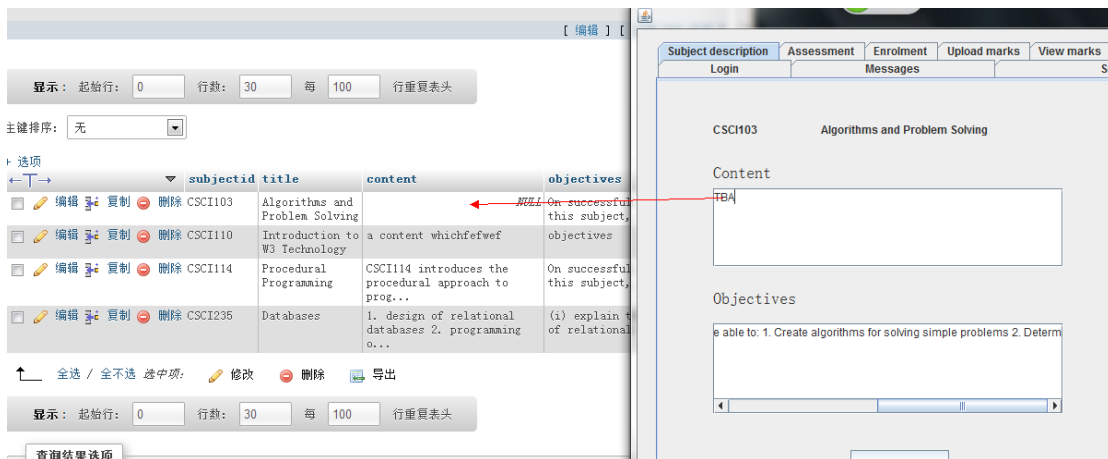 [ 编辑 ] [
显示: 起始行: 0 行数: 30 每 100 行重复表头
主键排序: 无
选项
←T→ subjectid title content objectives
编辑 复制 删除 CSCI103 Algorithms and NULL On successful
Problem Solving this subject,
编辑 复制 删除 CSCI110 Introduction to a content whichfefwef objectives
W3 Technology
编辑 复制 删除 CSCI114 Procedural CSCI114 introduces the On successful
Programming procedural approach to this subject,
prog...
编辑 复制 删除 CSCI235 Databases 1. design of relational (i) explain t
databases 2. programming of relational
o...
全选 / 全不选 选中项: 修改 删除 导出
显示: 起始行: 0 行数: 30 每 100 行重复表头
查询结果选项
Subject description Assessment Enrolment Upload marks View marks
Login Messages S
CSCI103 Algorithms and Problem Solving
Content
TBA
Objectives
e able to: 1. Create algorithms for solving simple problems 2. Determ